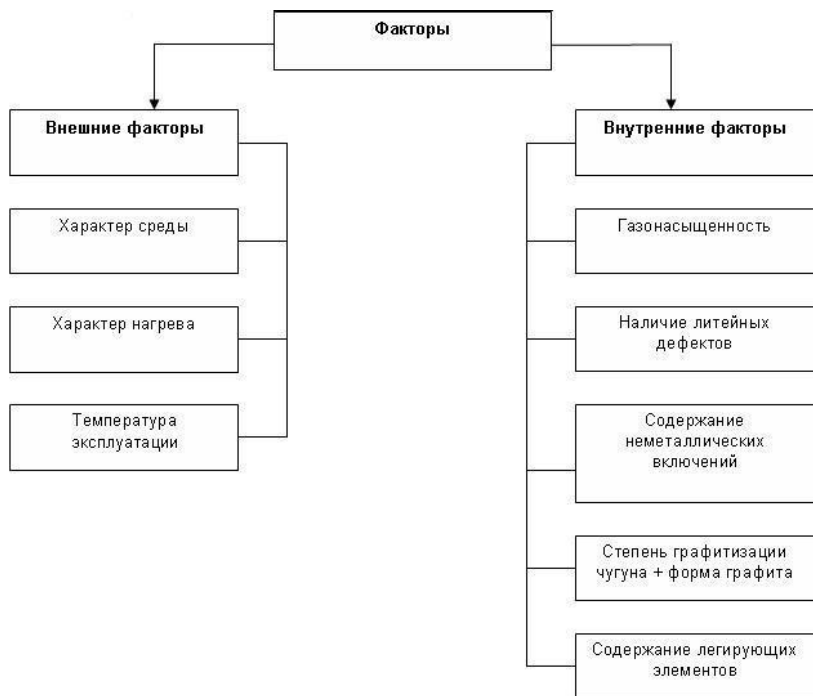 Факторы
Внешние факторы
Характер среды
Характер нагрева
Температура
эксплуатации
Внутренние факторы
Газонасыщенность
Наличие литейных
дефектов
Содержание
неметаллических
включений
Степень графитизации
чугуна + форма графита
Содержание легирующих
элементов